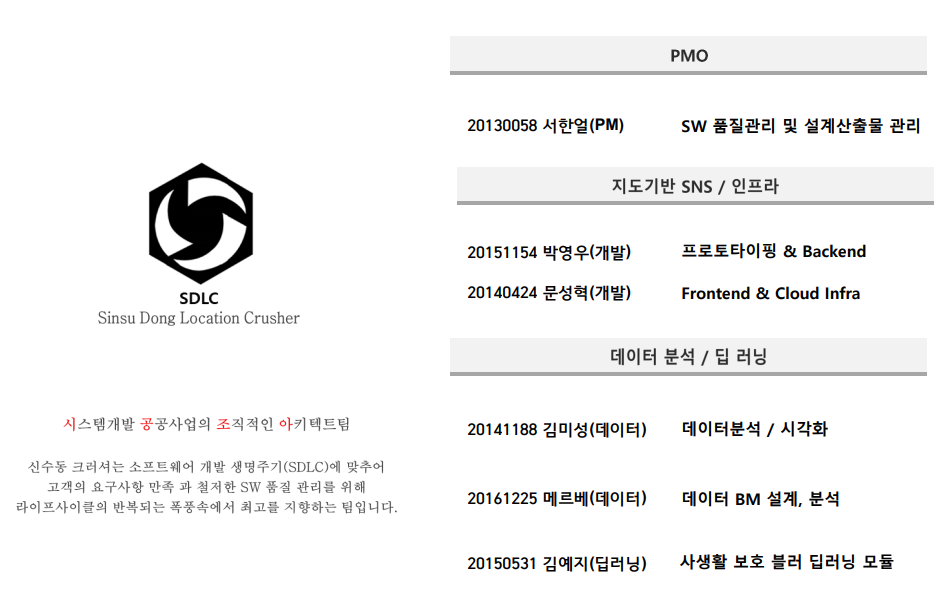 SDLC
Sinsu Dong Location Crusher
시스템개발 공공사업의 조직적인 아키텍트팀
신수동 크러셔는 소프트웨어 개발 생명주기(SDLC)에 맞추어
고객의 요구사항 만족 과 철저한 SW 품질 관리를 위해
라이프사이클의 반복되는 폭풍속에서 최고를 지향하는 팀입니다.
PMO
20130058 서한얼(PM) SW 품질관리 및 설계산출물 관리
지도기반 SNS / 인프라
20151154 박영우(개발) 프로토타이핑 & Backend
20140424 문성혁(개발) Frontend & Cloud Infra
데이터 분석 / 딥 러닝
20141188 김미성(데이터) 데이터분석 / 시각화
20161225 메르베(데이터) 데이터 BM 설계, 분석
20150531 김예지(딥러닝) 사생활 보호 블러 딥러닝 모듈